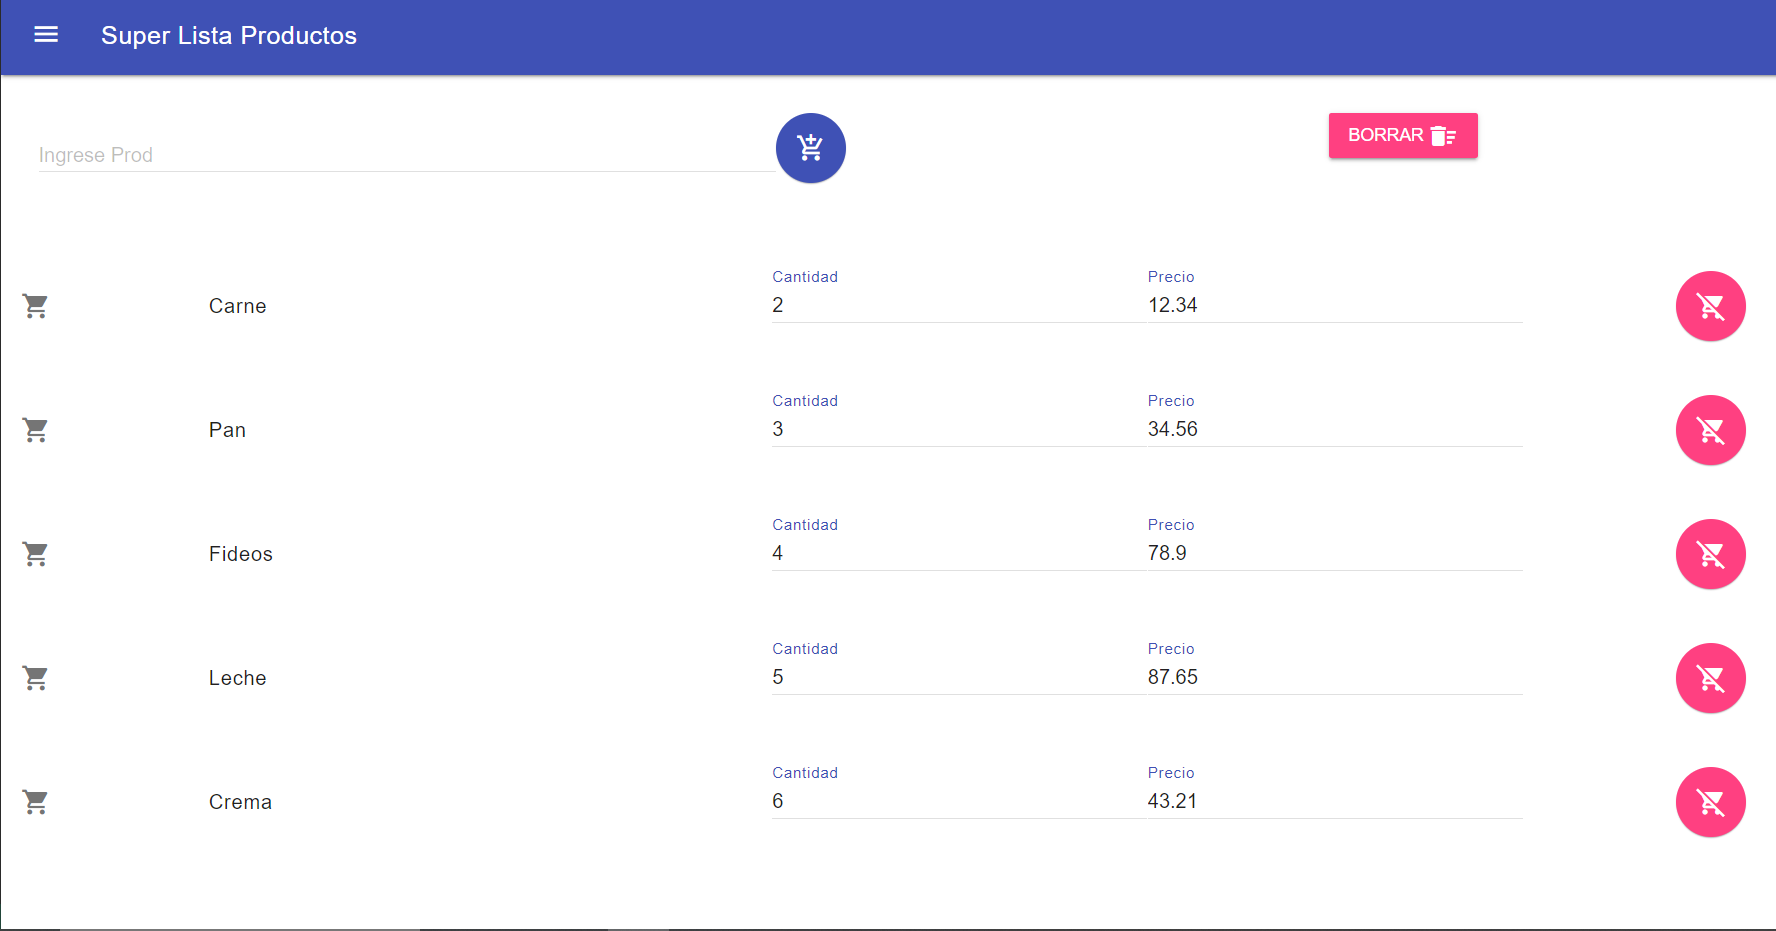 Super Lista Productos
Ingrese Prod
BORRAR
Cantidad Precio
Carne 2 12.34
Cantidad Precio
Pan 3 34.56
Cantidad Precio
Fideos 4 78.9
Cantidad Precio
Leche 5 87.65
Cantidad Precio
Crema 6 43.21